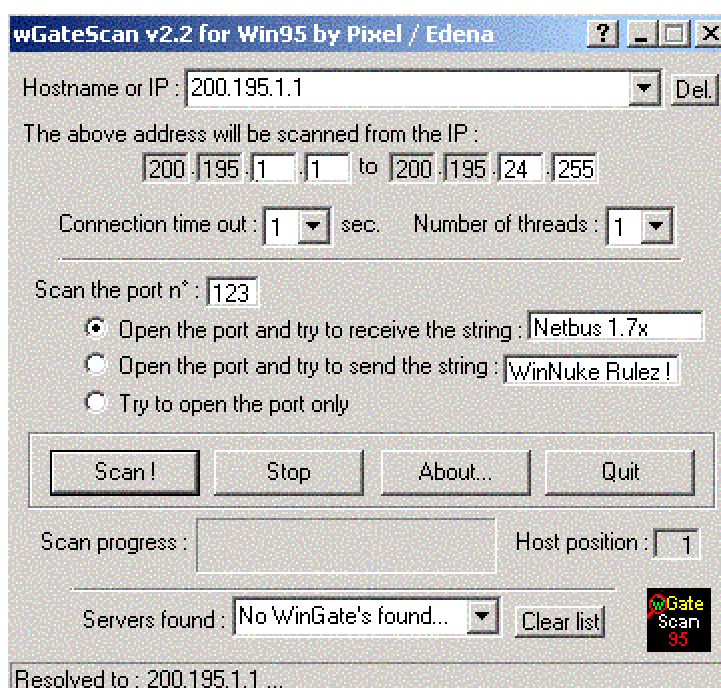 wGateScan v2.2 for Win95 by Pixel / Edena ? _ □ X
Hostname or IP : 200.195.1.1 Del.
The above address will be scanned from the IP :
200 . 195 . 1 . 1 to 200 . 195 . 24 . 255
Connection time out : 1 sec. Number of threads : 1
Scan the port n° : 123
Open the port and try to receive the string : Netbus 1.7x
Open the port and try to send the string : WinNuke Rulez !
Try to open the port only
Scan ! Stop About... Quit
Scan progress : Host position : 1
Servers found : No WinGate's found... Clear list
wGate
Scan
95
Resolved to : 200.195.1.1 ...